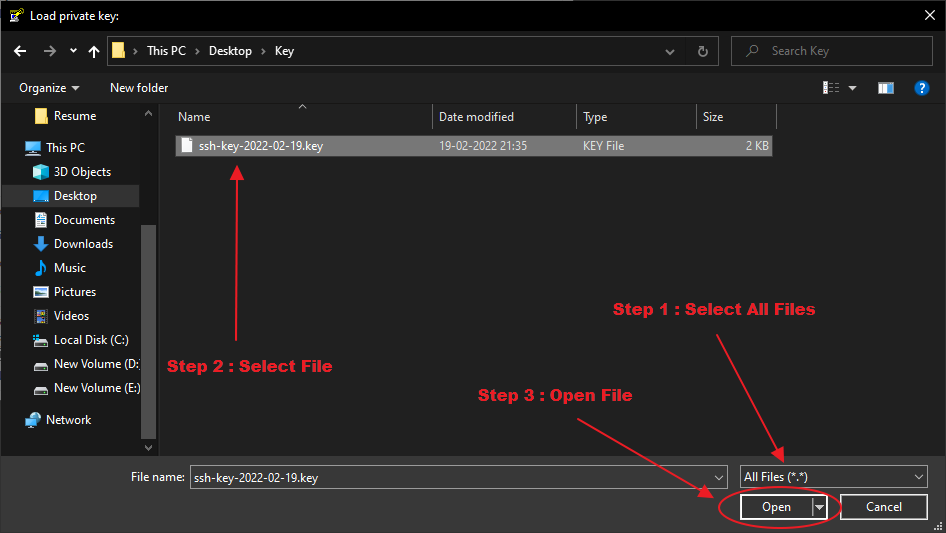 Load private key:
This PC > Desktop > Key
Search Key
Organize
New folder
Name
Date modified
Type
Size
ssh-key-2022-02-19.key
19-02-2022 21:35
KEY File
2 KB
Resume
This PC
3D Objects
Desktop
Documents
Downloads
Music
Pictures
Videos
Local Disk (C:)
New Volume (D:
New Volume (E:)
Network
Step 1 : Select All Files
Step 2 : Select File
Step 3 : Open File
File name:
ssh-key-2022-02-19.key
All Files (*.*)
Open
Cancel